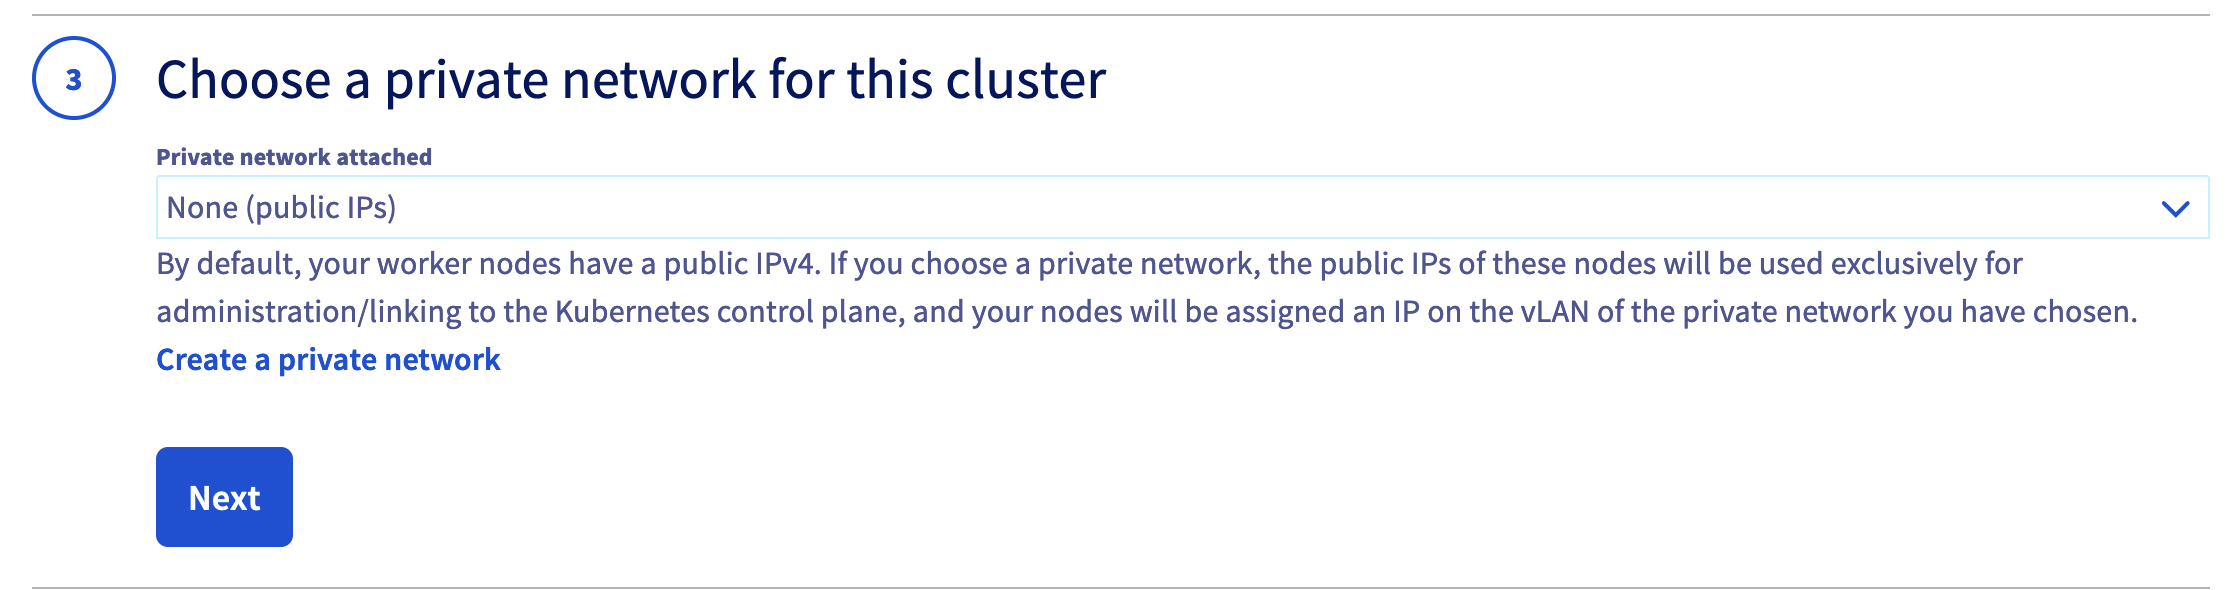 3
Choose a private network for this cluster
Private network attached
None (public IPs)
By default, your worker nodes have a public IPv4. If you choose a private network, the public IPs of these nodes will be used exclusively for
administration/linking to the Kubernetes control plane, and your nodes will be assigned an IP on the vLAN of the private network you have chosen.
Create a private network
Next